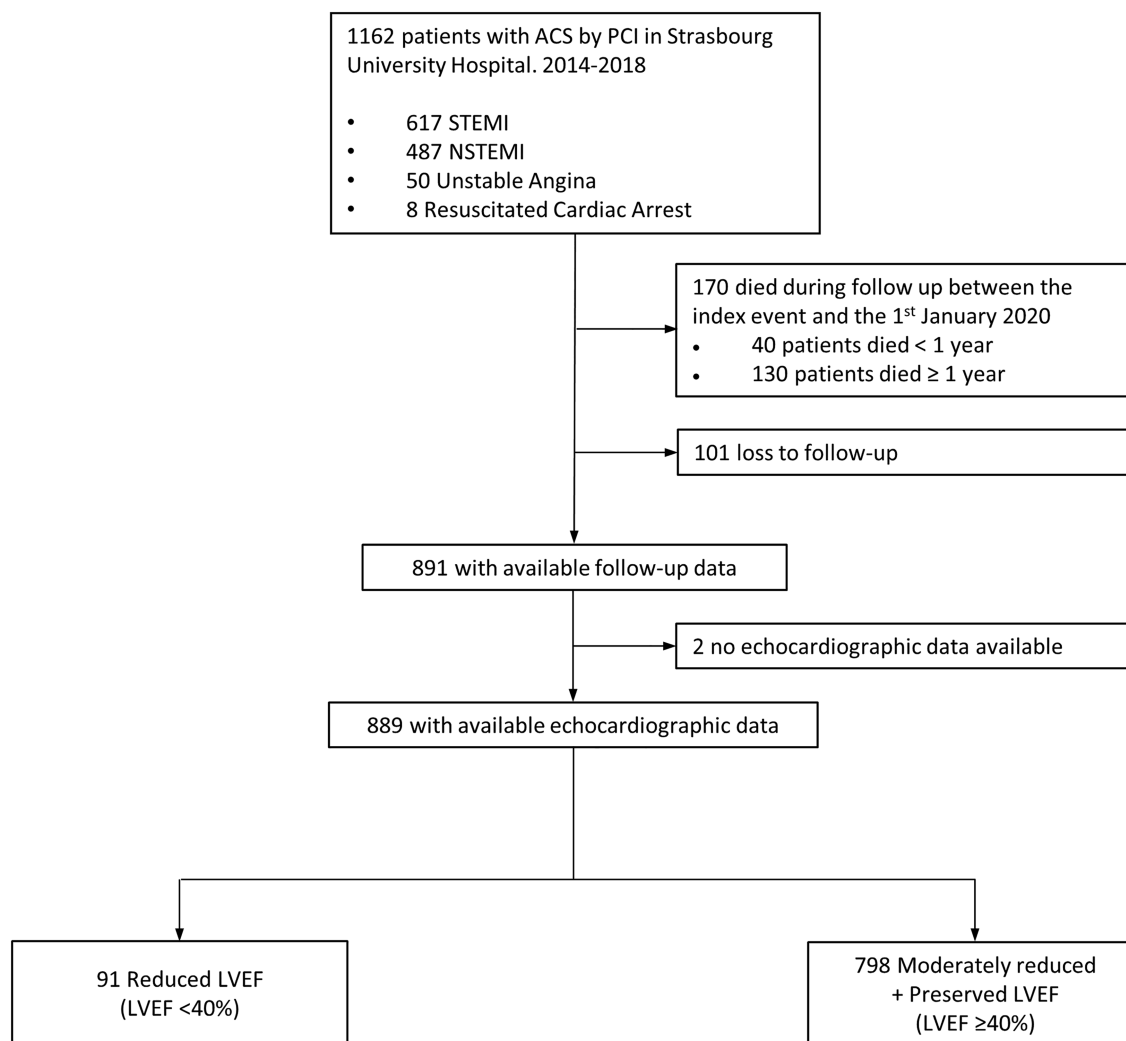 1162 patients with ACS by PCI in Strasbourg
University Hospital. 2014-2018
• 617 STEMI
• 487 NSTEMI
• 50 Unstable Angina
• 8 Resuscitated Cardiac Arrest
170 died during follow up between the
index event and the 1st January 2020
• 40 patients died < 1 year
• 130 patients died ≥ 1 year
101 loss to follow-up
891 with available follow-up data
2 no echocardiographic data available
889 with available echocardiographic data
91 Reduced LVEF
(LVEF <40%)
798 Moderately reduced
+ Preserved LVEF
(LVEF ≥40%)